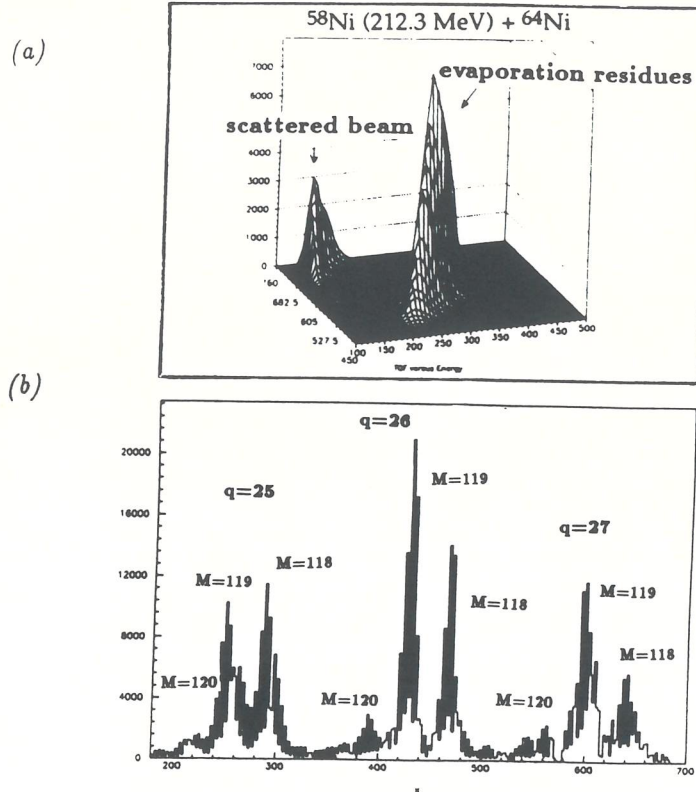 (a)
⁵⁸Ni (212.3 MeV) + ⁶⁴Ni
evaporation residues
scattered beam
7000
6000
5000
4000
3000
2000
1000
0
682.5
605
527.5
450
100 150 200 250 300 350 400 450 500
TOF versus Energy
(b)
q=26
20000
M=119
q=25
16000
q=27
12000
M=119
M=118
M=118
M=119
8000
M=118
M=120
M=120
M=120
4000
0
200 300 400 500 600 700